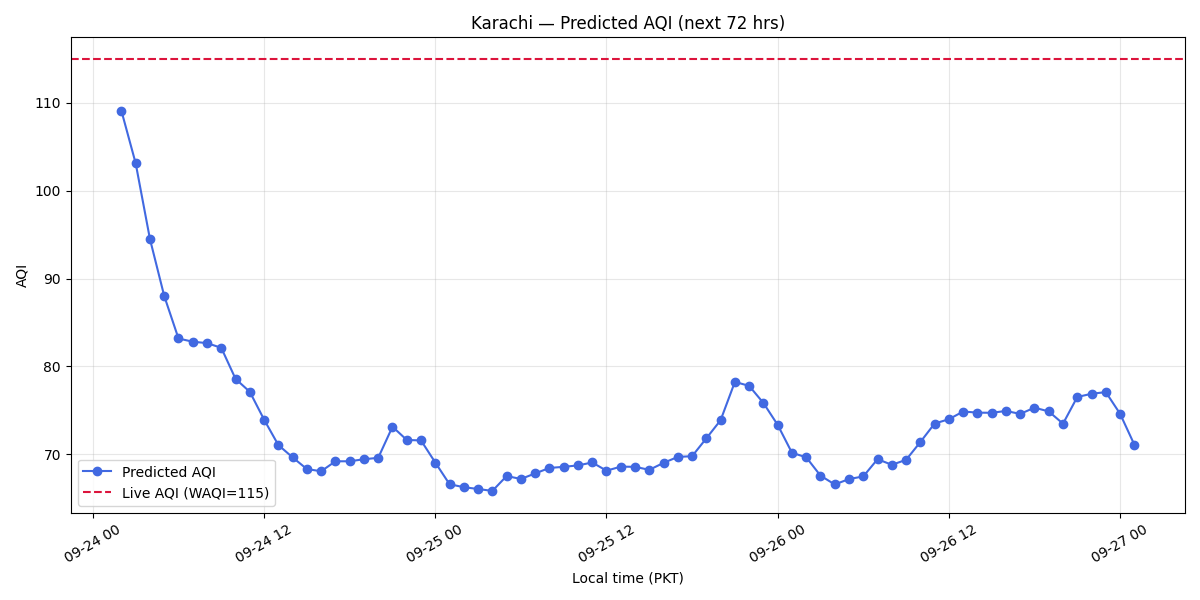 Karachi — Predicted AQI (next 72 hrs)
AQI
110
100
90
80
70
Predicted AQI
Live AQI (WAQI=115)
09-24 00
09-24 12
09-25 00
09-25 12
09-26 00
09-26 12
09-27 00
Local time (PKT)